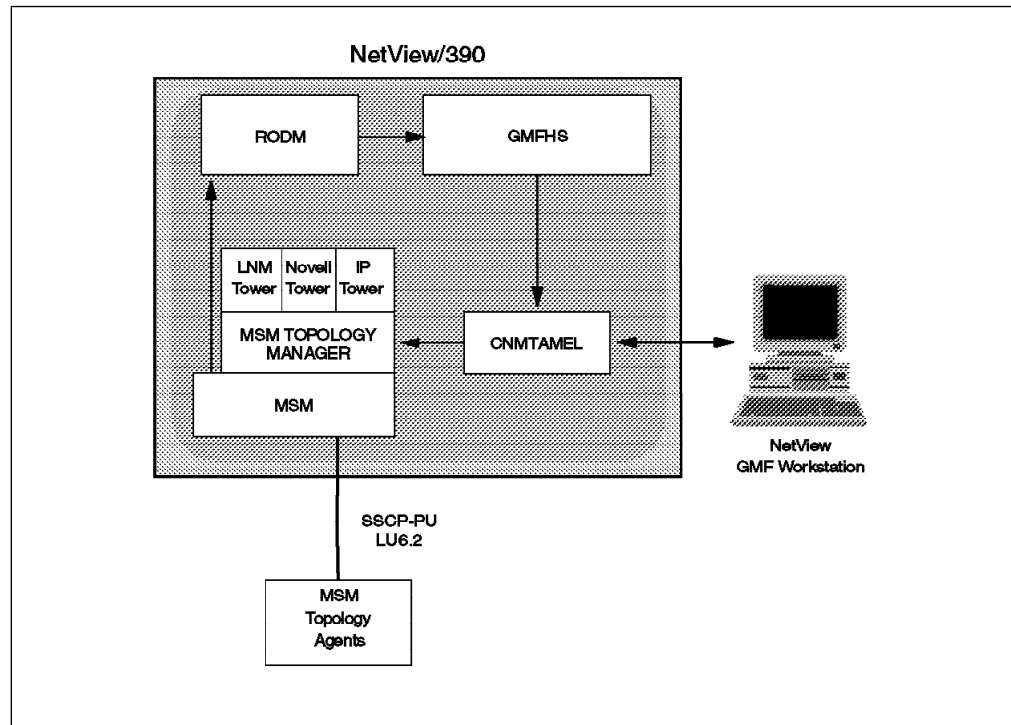 NetView/390
RODM
GMFHS
LNM
Tower
Novell
Tower
IP
Tower
MSM TOPOLOGY
MANAGER
CNMTAMEL
MSM
NetView
GMF Workstation
SSCP-PU
LU6.2
MSM
Topology
Agents